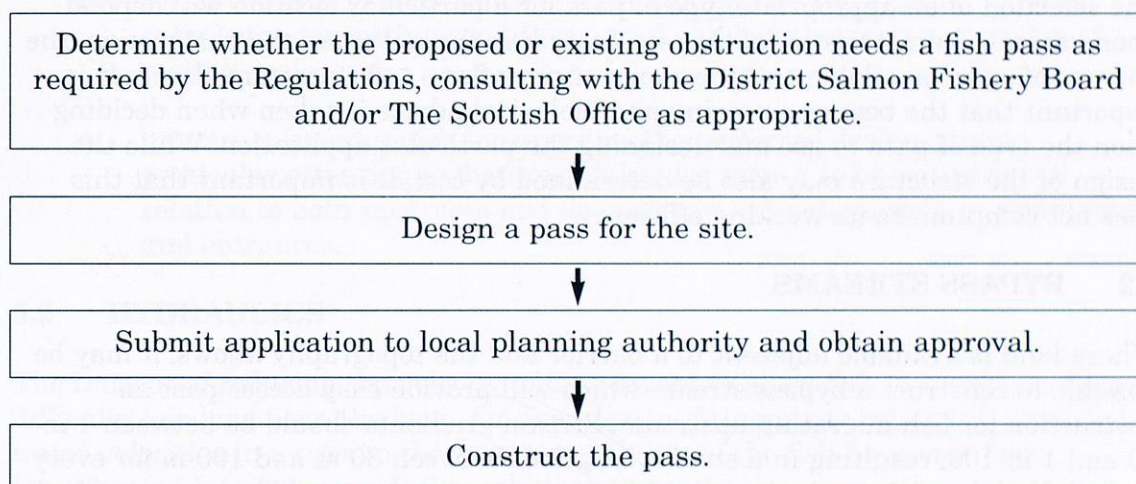 Determine whether the proposed or existing obstruction needs a fish pass as
required by the Regulations, consulting with the District Salmon Fishery Board
and/or The Scottish Office as appropriate.
Design a pass for the site.
Submit application to local planning authority and obtain approval.
Construct the pass.